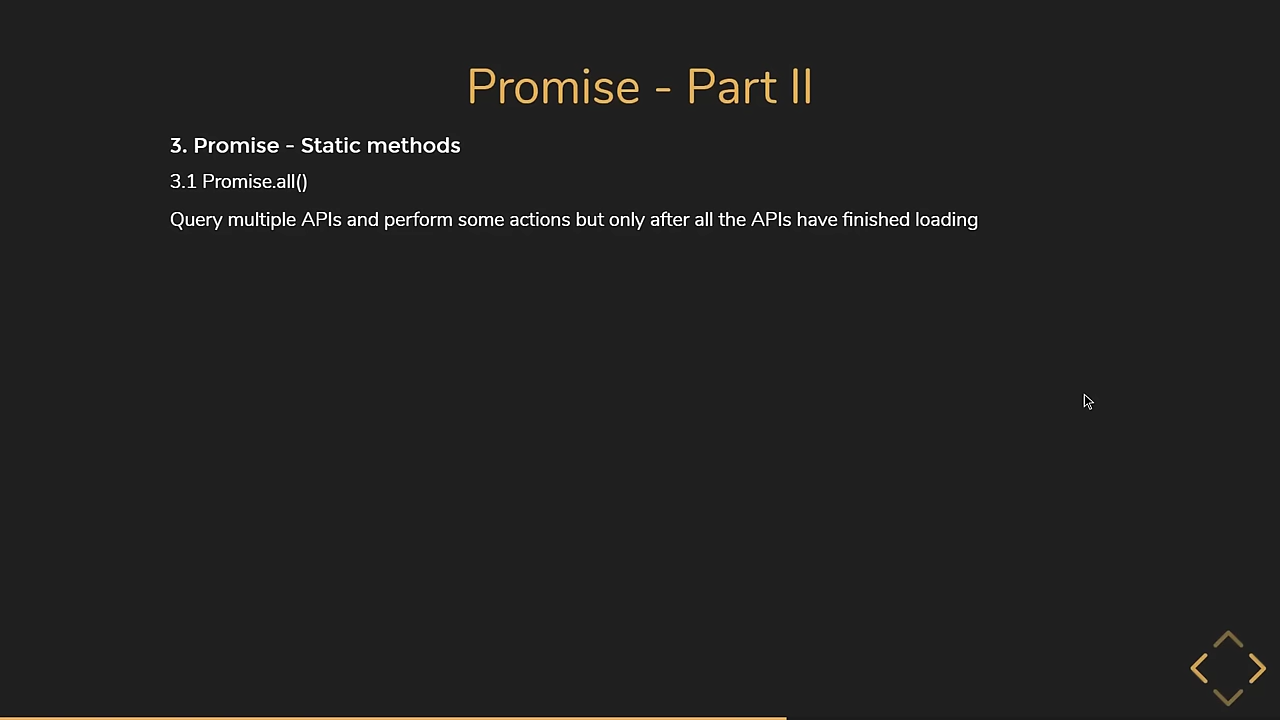 Promise - Part II
3. Promise - Static methods
3.1 Promise.all()
Query multiple APIs and perform some actions but only after all the APIs have finished loading